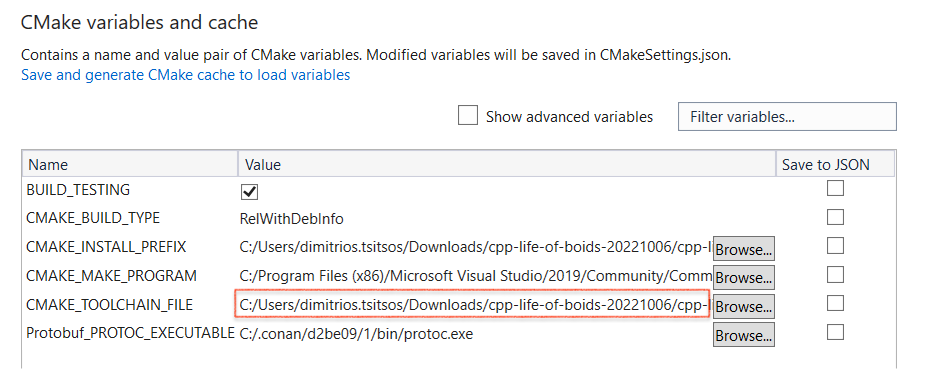 CMake variables and cache
Contains a name and value pair of CMake variables. Modified variables will be saved in CMakeSettings.json.
Save and generate CMake cache to load variables
Show advanced variables Filter variables...
Name Value Save to JSON
BUILD_TESTING
CMAKE_BUILD_TYPE RelWithDebInfo
CMAKE_INSTALL_PREFIX C:/Users/dimitrios.tsitsos/Downloads/cpp-life-of-boids-20221006/cpp-l Browse...
CMAKE_MAKE_PROGRAM C:/Program Files (x86)/Microsoft Visual Studio/2019/Community/Comm Browse...
CMAKE_TOOLCHAIN_FILE C:/Users/dimitrios.tsitsos/Downloads/cpp-life-of-boids-20221006/cpp-l Browse...
Protobuf_PROTOC_EXECUTABLE C:/.conan/d2be09/1/bin/protoc.exe Browse...